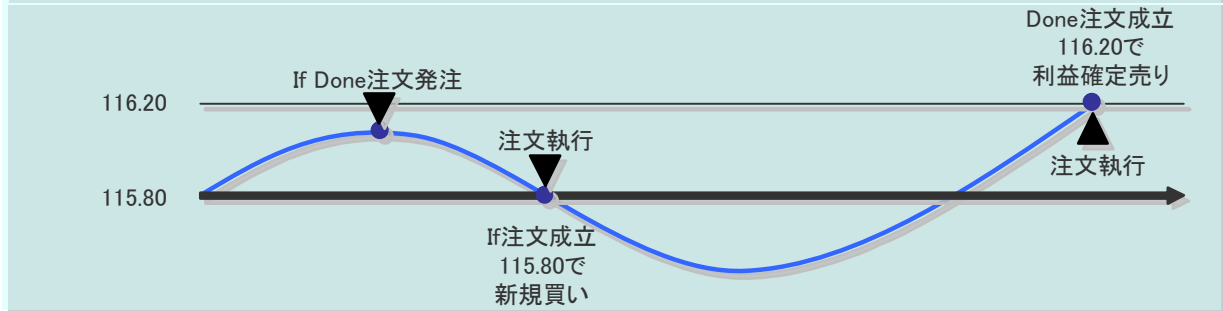 Done注文成立
116.20で
利益確定売り
If Done注文発注
116.20
注文執行
注文執行
115.80
If注文成立
115.80で
新規買い